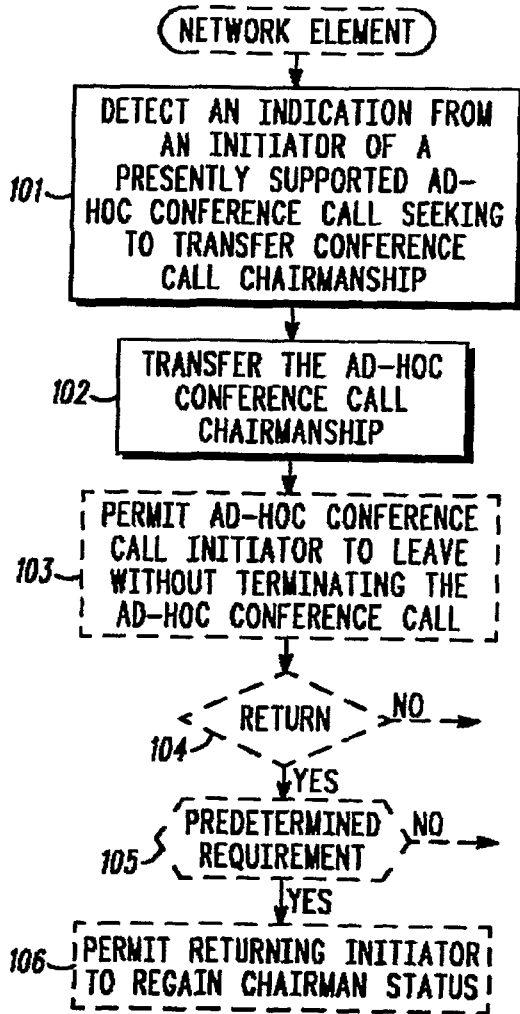 NETWORK ELEMENT
DETECT AN INDICATION FROM
AN INITIATOR OF A
PRESENTLY SUPPORTED AD-
HOC CONFERENCE CALL SEEKING
TO TRANSFER CONFERENCE
CALL CHAIRMANSHIP
101
TRANSFER THE AD-HOC
CONFERENCE CALL
CHAIRMANSHIP
102
PERMIT AD-HOC CONFERENCE
CALL INITIATOR TO LEAVE
WITHOUT TERMINATING THE
AD-HOC CONFERENCE CALL
103
RETURN
NO
104
YES
PREDETERMINED
REQUIREMENT
NO
105
YES
PERMIT RETURNING INITIATOR
TO REGAIN CHAIRMAN STATUS
106